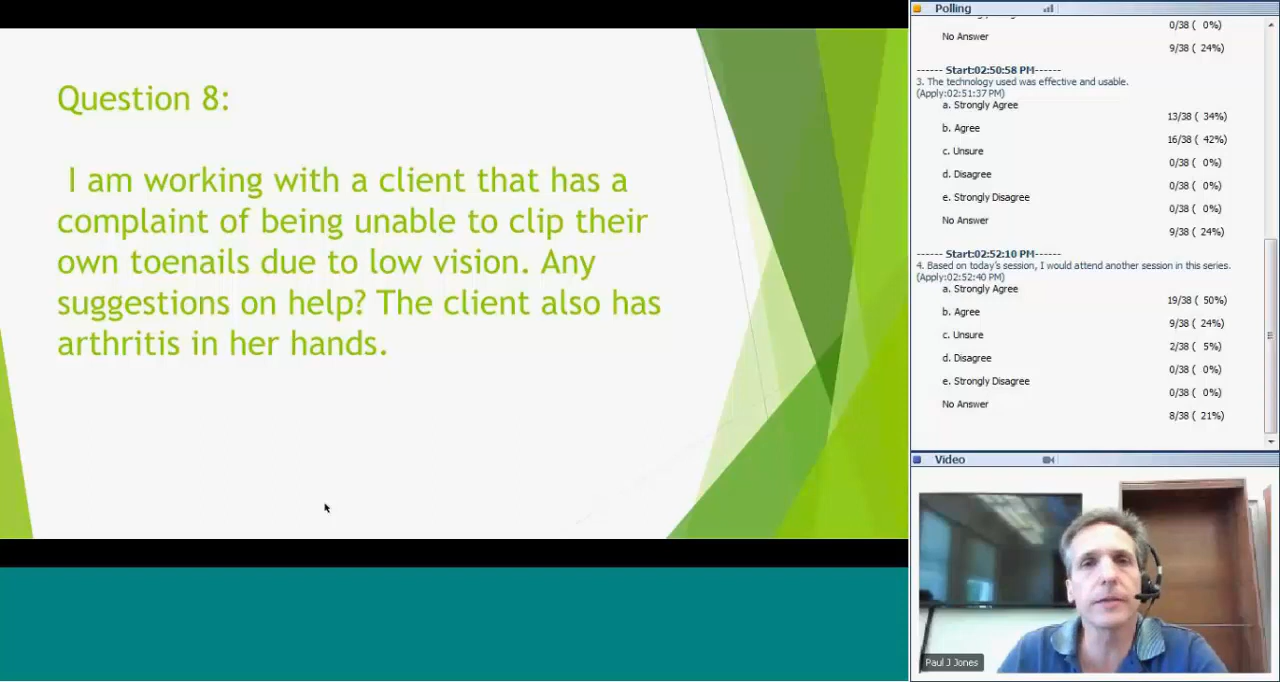 Question 8:
I am working with a client that has a
complaint of being unable to clip their
own toenails due to low vision. Any
suggestions on help? The client also has
arthritis in her hands.
Polling
0/38 ( 0%)
No Answer
9/38 ( 24%)
------ Start:02:50:58 PM------
3. The technology used was effective and usable.
(Apply:02:51:37 PM)
a. Strongly Agree
13/38 ( 34%)
b. Agree
16/38 ( 42%)
c. Unsure
0/38 ( 0%)
d. Disagree
0/38 ( 0%)
e. Strongly Disagree
0/38 ( 0%)
No Answer
9/38 ( 24%)
------ Start:02:52:10 PM------
4. Based on today's session, I would attend another session in this series.
(Apply:02:52:40 PM)
a. Strongly Agree
19/38 ( 50%)
b. Agree
9/38 ( 24%)
c. Unsure
2/38 ( 5%)
d. Disagree
0/38 ( 0%)
e. Strongly Disagree
0/38 ( 0%)
No Answer
8/38 ( 21%)
Video
Paul J Jones